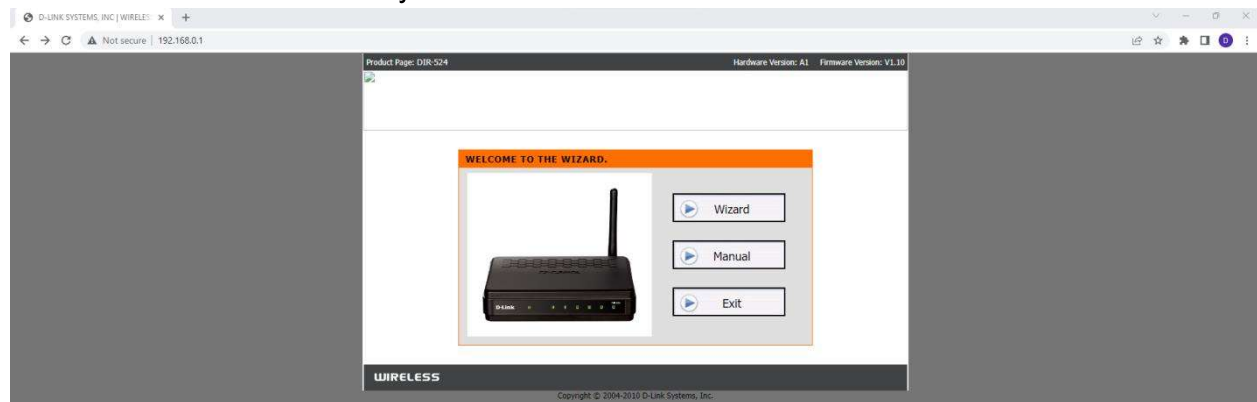 D-LINK SYSTEMS, INC | WIRELES
Not secure | 192.168.0.1
Product Page: DIR-524 Hardware Version: A1 Firmware Version: V1.10
WELCOME TO THE WIZARD.
Wizard
Manual
D-Link
Exit
WIRELESS
Copyright © 2004-2010 D-Link Systems, Inc.